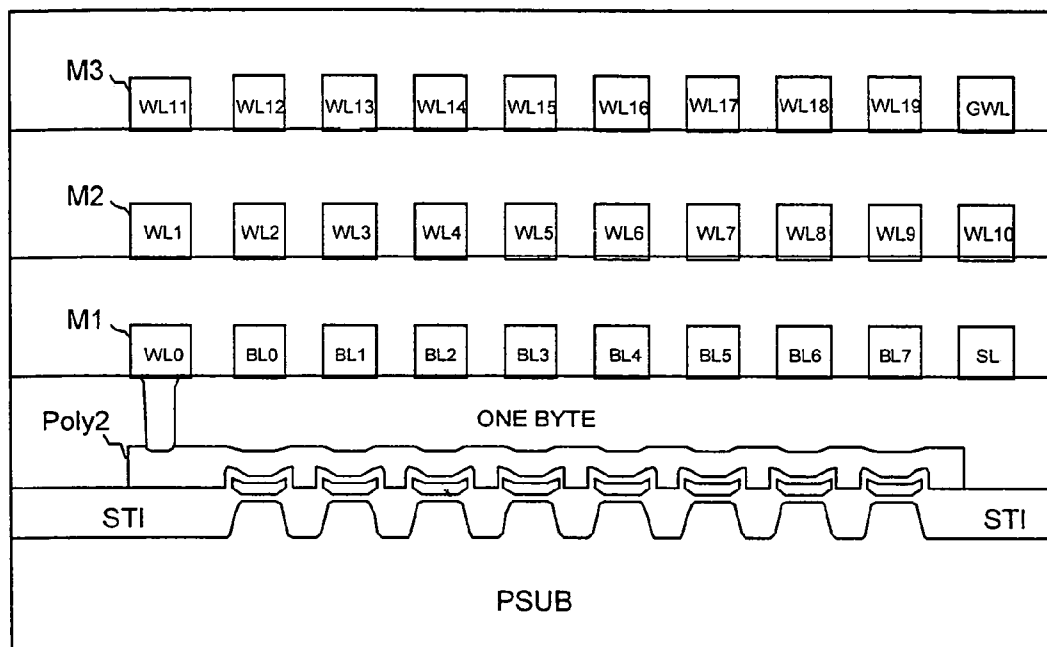 M3
WL11 WL12 WL13 WL14 WL15 WL16 WL17 WL18 WL19 GWL
M2
WL1 WL2 WL3 WL4 WL5 WL6 WL7 WL8 WL9 WL10
M1
WL0 BL0 BL1 BL2 BL3 BL4 BL5 BL6 BL7 SL
Poly2
ONE BYTE
STI STI
PSUB